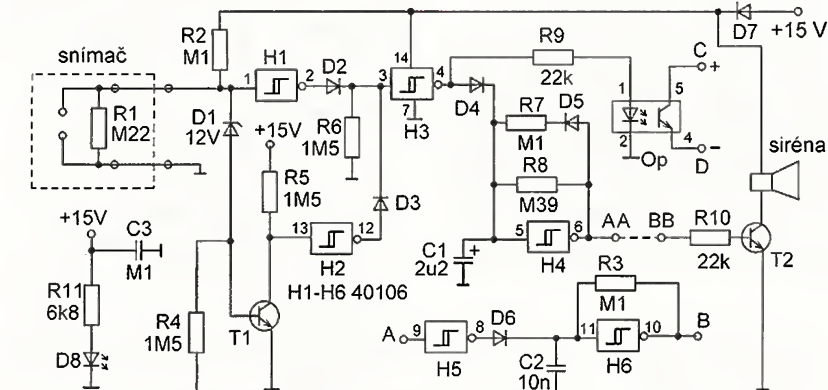 R9
D7
+15 V
R2
M1
H1
14
C
+
snímač
1
2
D2
3
4
22k
1
5
D4
R7
D5
7
H3
R1
M22
D1
12V
+15V
R6
1M5
M1
2
4
–
Op
D
siréna
R8
R5
1M5
D3
M39
+15V
C3
13
12
AA
BB
R10
5
6
M1
H2
C1
2u2
+
H4
22k
T2
H1-H6 40106
R3
M1
R11
6k8
R4
1M5
T1
A
9
8
D6
11
10
B
D8
H5
C2
10n
H6